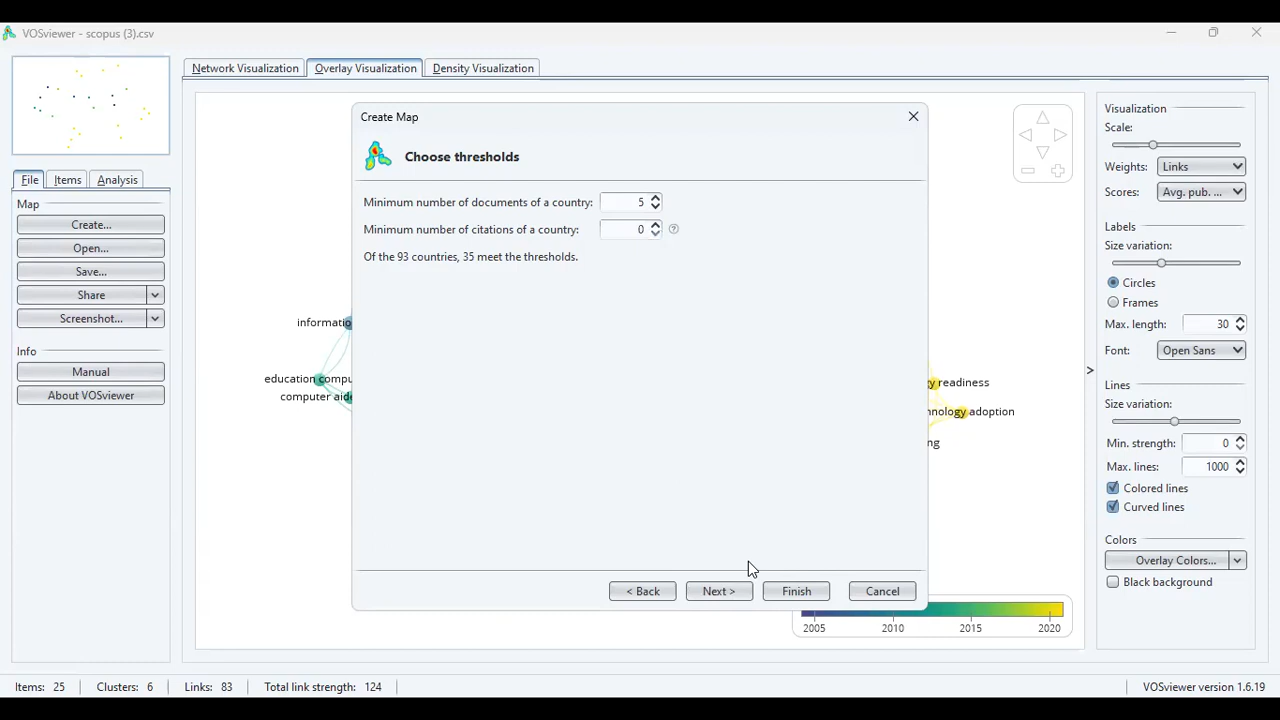 VOSviewer - scopus (3).csv
Network Visualization
Overlay Visualization
Density Visualization
File
Items
Analysis
Map
Create...
Open...
Save...
Share
Screenshot...
Info
Manual
About VOSviewer
Create Map
Choose thresholds
Minimum number of documents of a country: 5
Minimum number of citations of a country: 0
Of the 93 countries, 35 meet the thresholds.
< Back
Next >
Finish
Cancel
informatio
education compu
computer aide
y readiness
hnology adoption
ng
2005
2010
2015
2020
Visualization
Scale:
Weights: Links
Scores: Avg. pub. ...
Labels
Size variation:
Circles
Frames
Max. length: 30
Font: Open Sans
Lines
Size variation:
Min. strength: 0
Max. lines: 1000
Colored lines
Curved lines
Colors
Overlay Colors...
Black background
Items: 25
Clusters: 6
Links: 83
Total link strength: 124
VOSviewer version 1.6.19